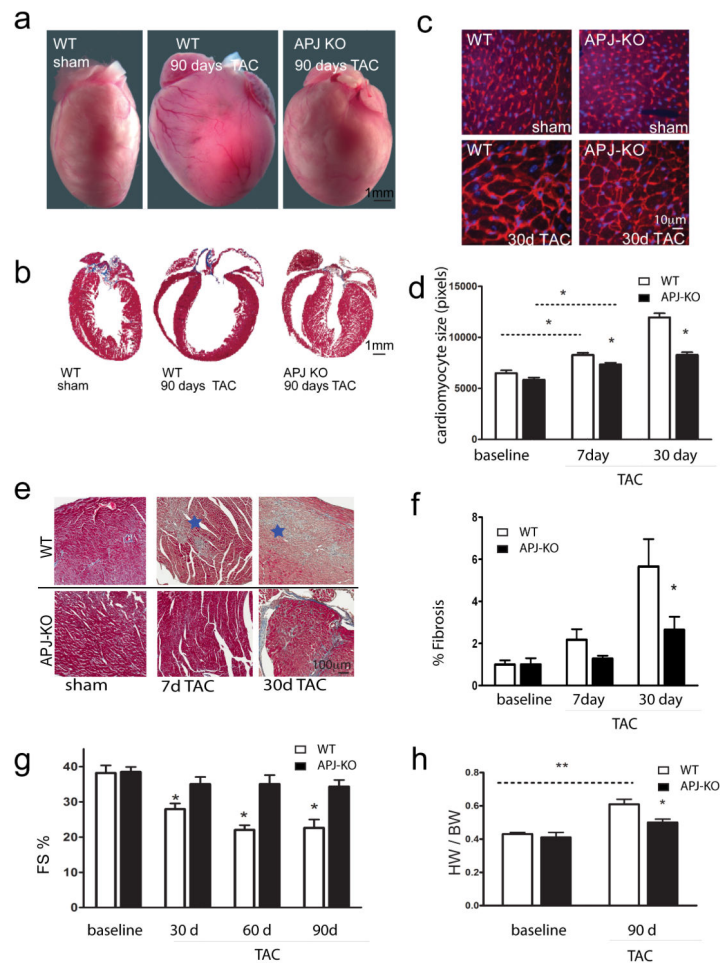 a
WT
sham
WT
90 days TAC
APJ KO
90 days TAC
1mm
b
WT
sham
WT
90 days TAC
APJ KO
90 days TAC
1mm
c
WT
sham
APJ-KO
sham
WT
30d TAC
APJ-KO
10μm
30d TAC
d
cardiomyocyte size (pixels)
15000
10000
5000
0
WT
APJ-KO
*
*
*
*
baseline
7day
30 day
TAC
e
WT
APJ-KO
sham
7d TAC
30d TAC
100μm
f
% Fibrosis
8
6
4
2
0
WT
APJ-KO
*
baseline
7day
30 day
TAC
g
FS %
40
30
20
10
0
WT
APJ-KO
*
*
*
baseline
30 d
60 d
90d
TAC
h
HW / BW
0.8
0.6
0.4
0.2
0.0
WT
APJ-KO
**
*
baseline
90 d
TAC